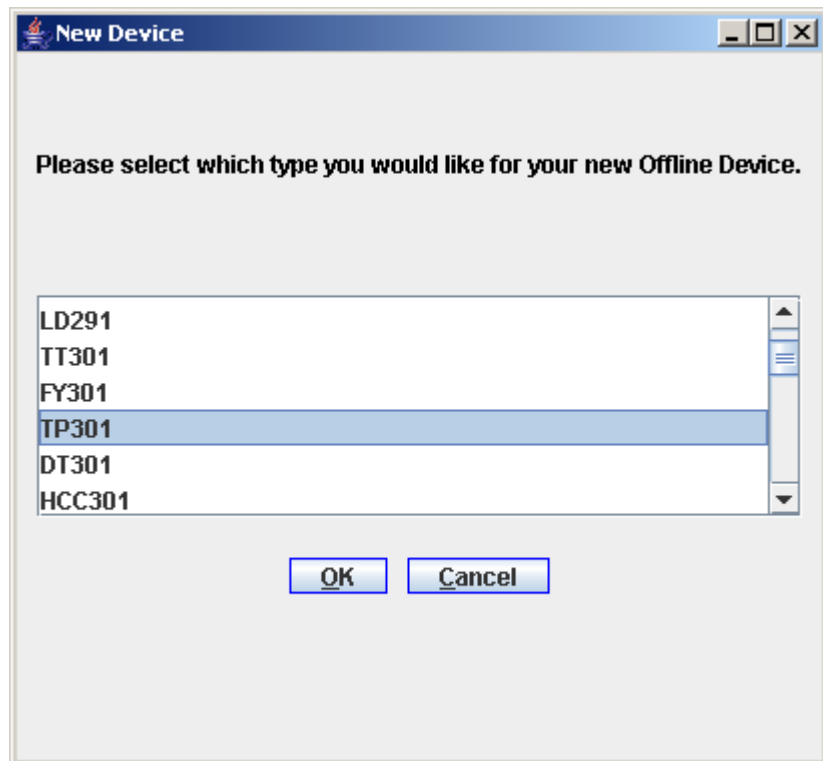 New Device
Please select which type you would like for your new Offline Device.
LD291
TT301
FY301
TP301
DT301
HCC301
OK
Cancel